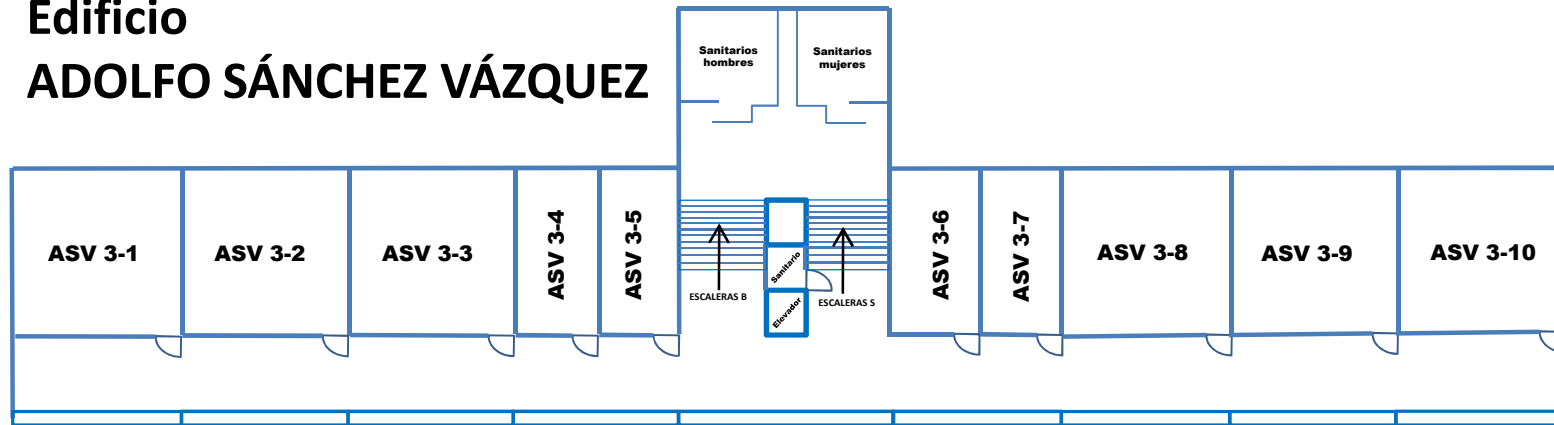 Edificio
ADOLFO SÁNCHEZ VÁZQUEZ
Sanitarios
hombres
Sanitarios
mujeres
ASV 3-1
ASV 3-2
ASV 3-3
ASV 3-4
ASV 3-5
ESCALERAS B
Sanitario
Elevador
ESCALERAS S
ASV 3-6
ASV 3-7
ASV 3-8
ASV 3-9
ASV 3-10